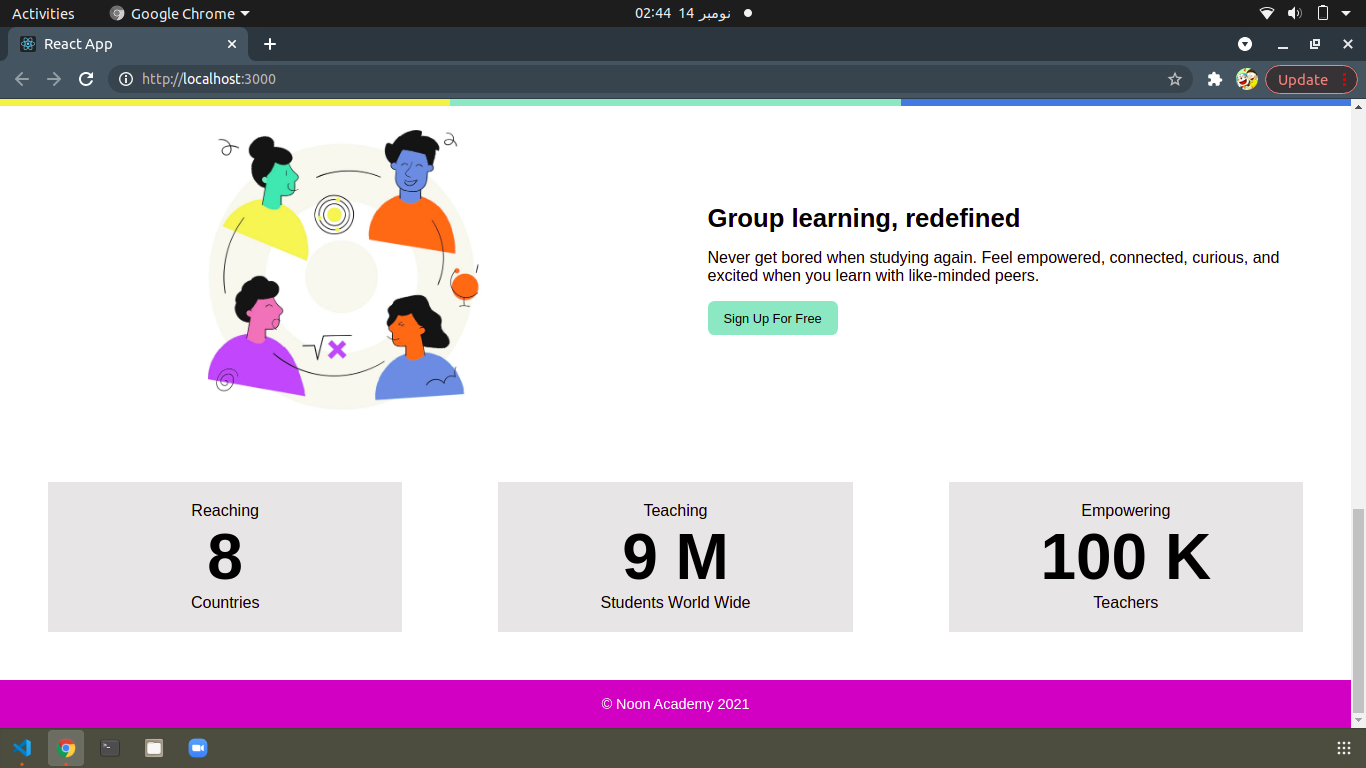 Activities
Google Chrome
02:44 14 نومبر
React App
http://localhost:3000
Update
Group learning, redefined
Never get bored when studying again. Feel empowered, connected, curious, and
excited when you learn with like-minded peers.
Sign Up For Free
Reaching
8
Countries
Teaching
9 M
Students World Wide
Empowering
100 K
Teachers
© Noon Academy 2021